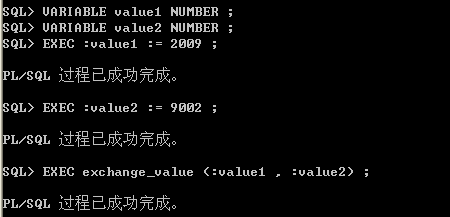 SQL> VARIABLE value1 NUMBER ;
SQL> VARIABLE value2 NUMBER ;
SQL> EXEC :value1 := 2009 ;
PL/SQL 过程已成功完成。
SQL> EXEC :value2 := 9002 ;
PL/SQL 过程已成功完成。
SQL> EXEC exchange_value (:value1 , :value2) ;
PL/SQL 过程已成功完成。